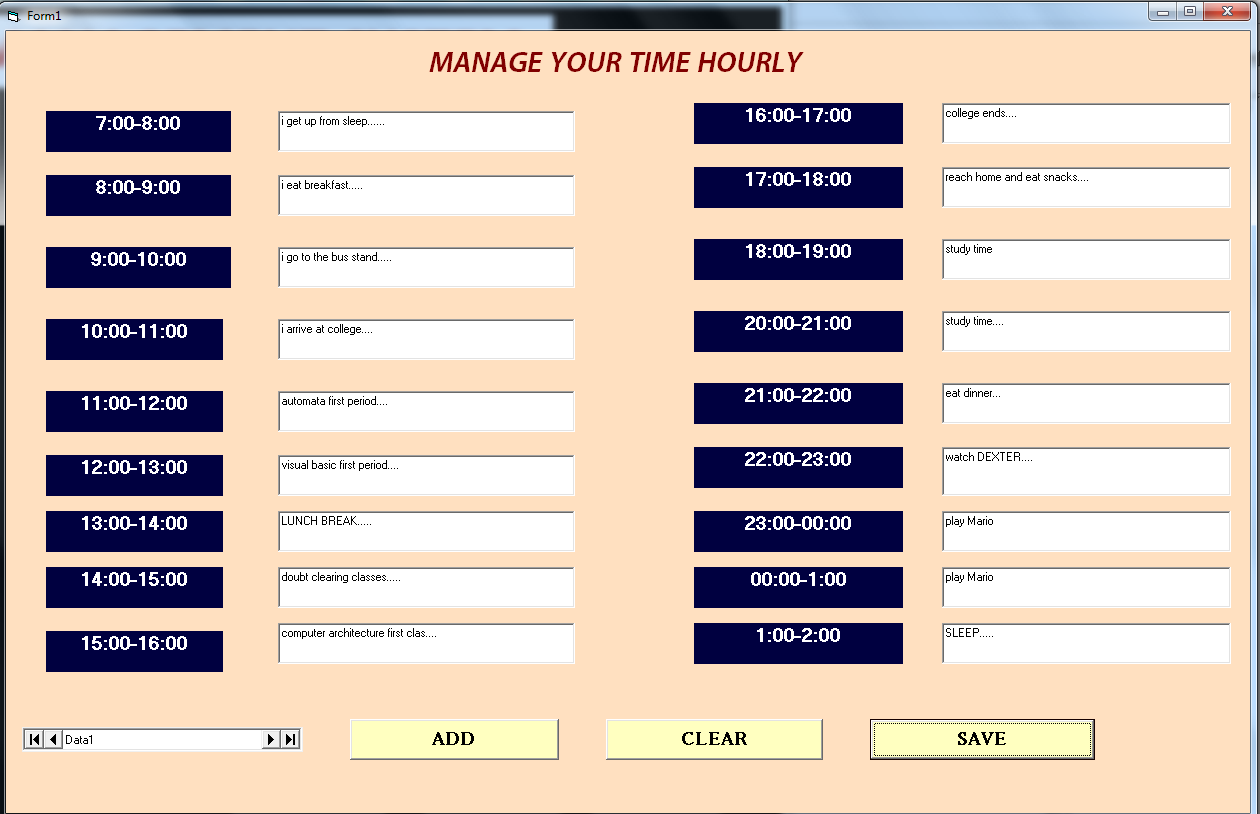 Form1
MANAGE YOUR TIME HOURLY
7:00-8:00
i get up from sleep......
8:00-9:00
i eat breakfast.....
9:00-10:00
i go to the bus stand.....
10:00-11:00
i arrive at college....
11:00-12:00
automata first period....
12:00-13:00
visual basic first period....
13:00-14:00
LUNCH BREAK.....
14:00-15:00
doubt clearing classes.....
15:00-16:00
computer architecture first clas....
16:00-17:00
college ends....
17:00-18:00
reach home and eat snacks....
18:00-19:00
study time
20:00-21:00
study time....
21:00-22:00
eat dinner...
22:00-23:00
watch DEXTER....
23:00-00:00
play Mario
00:00-1:00
play Mario
1:00-2:00
SLEEP.....
Data1
ADD
CLEAR
SAVE